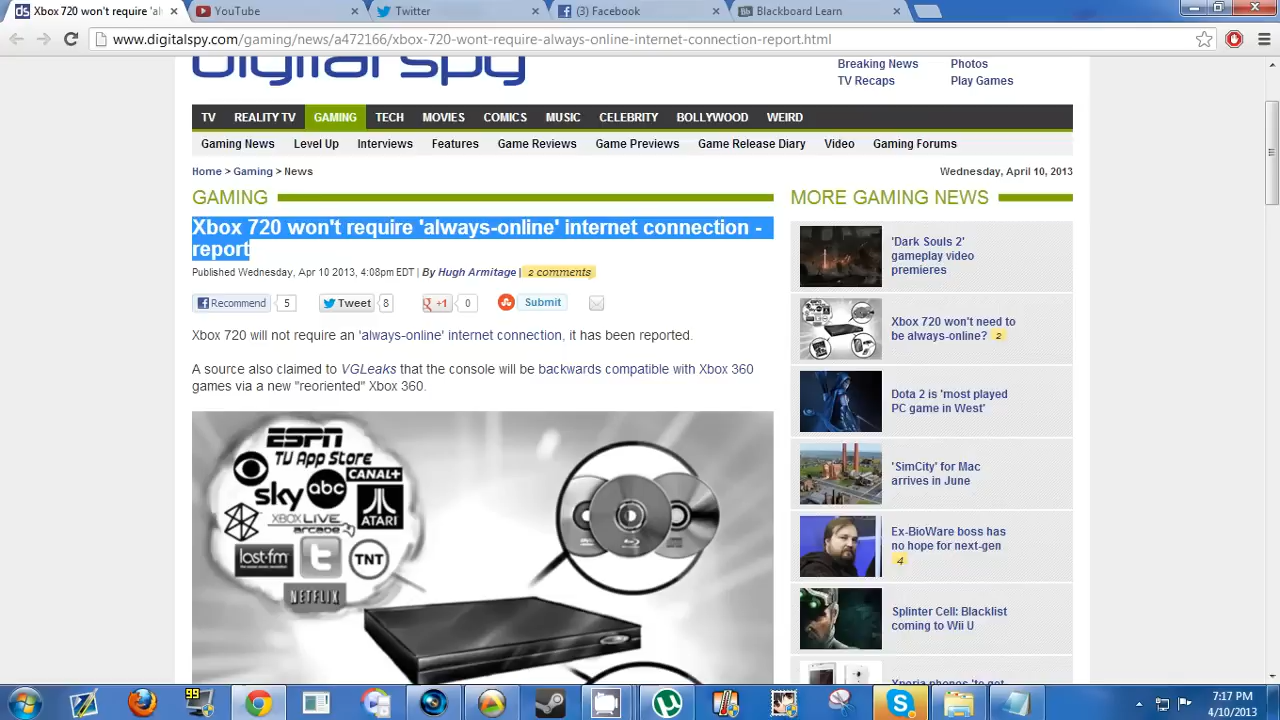 Xbox 720 won't require 'al
YouTube
Twitter
(3) Facebook
Blackboard Learn
www.digitalspy.com/gaming/news/a472166/xbox-720-wont-require-always-online-internet-connection-report.html
digital spy
Breaking News
Photos
TV Recaps
Play Games
TV REALITY TV GAMING TECH MOVIES COMICS MUSIC CELEBRITY BOLLYWOOD WEIRD
Gaming News Level Up Interviews Features Game Reviews Game Previews Game Release Diary Video Gaming Forums
Home > Gaming > News
Wednesday, April 10, 2013
GAMING
Xbox 720 won't require 'always-online' internet connection -
report
Published Wednesday, Apr 10 2013, 4:08pm EDT | By Hugh Armitage | 2 comments
Recommend 5 Tweet 8 +1 0 Submit
Xbox 720 will not require an 'always-online' internet connection, it has been reported.
A source also claimed to VGLeaks that the console will be backwards compatible with Xbox 360
games via a new "reoriented" Xbox 360.
ESPN
TV App Store
CANAL+
sky
abc
ATARI
XBOX LIVE
arcade
last.fm
TNT
NETFLIX
MORE GAMING NEWS
'Dark Souls 2'
gameplay video
premieres
Xbox 720 won't need to
be always-online? 2
Dota 2 is 'most played
PC game in West'
'SimCity' for Mac
arrives in June
Ex-BioWare boss has
no hope for next-gen
4
Splinter Cell: Blacklist
coming to Wii U
Xperia phones 'to get
99
7:17 PM
4/10/2013